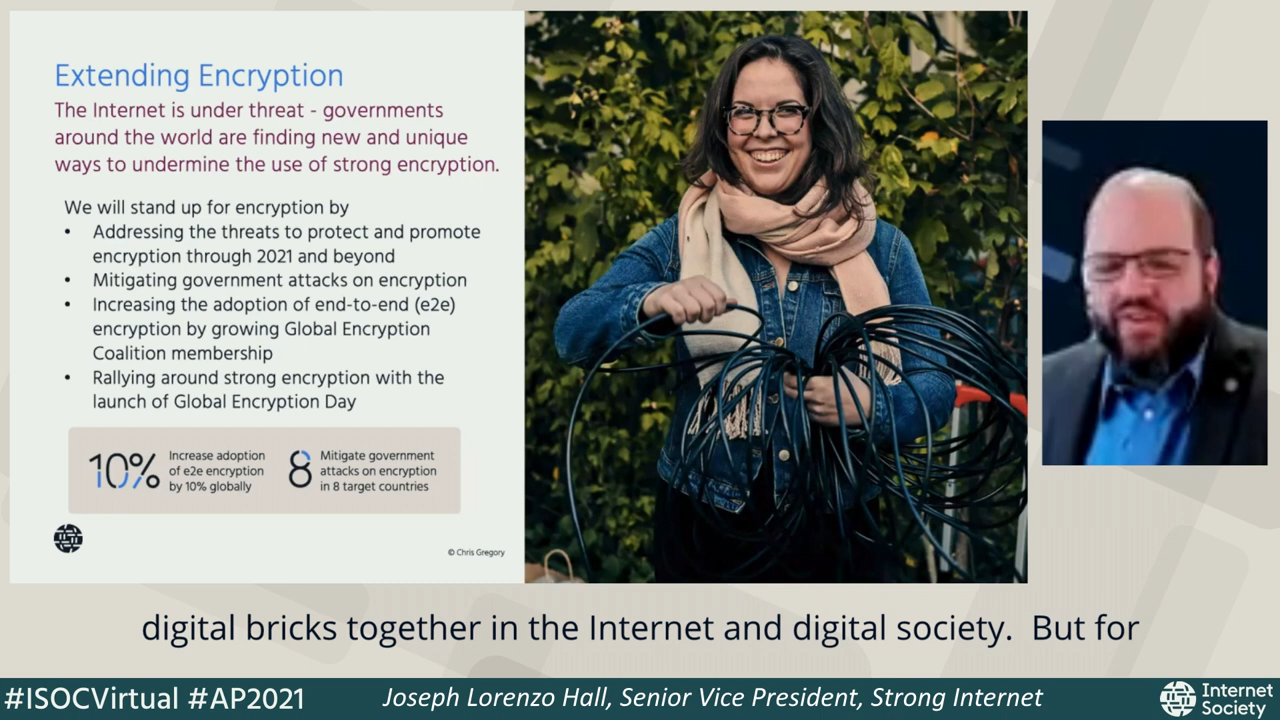 Extending Encryption
The Internet is under threat - governments
around the world are finding new and unique
ways to undermine the use of strong encryption.
We will stand up for encryption by
• Addressing the threats to protect and promote
encryption through 2021 and beyond
• Mitigating government attacks on encryption
• Increasing the adoption of end-to-end (e2e)
encryption by growing Global Encryption
Coalition membership
• Rallying around strong encryption with the
launch of Global Encryption Day
10%
Increase adoption
of e2e encryption
by 10% globally
8
Mitigate government
attacks on encryption
in 8 target countries
© Chris Gregory
digital bricks together in the Internet and digital society. But for
#ISOCVirtual #AP2021
Joseph Lorenzo Hall, Senior Vice President, Strong Internet
Internet
Society